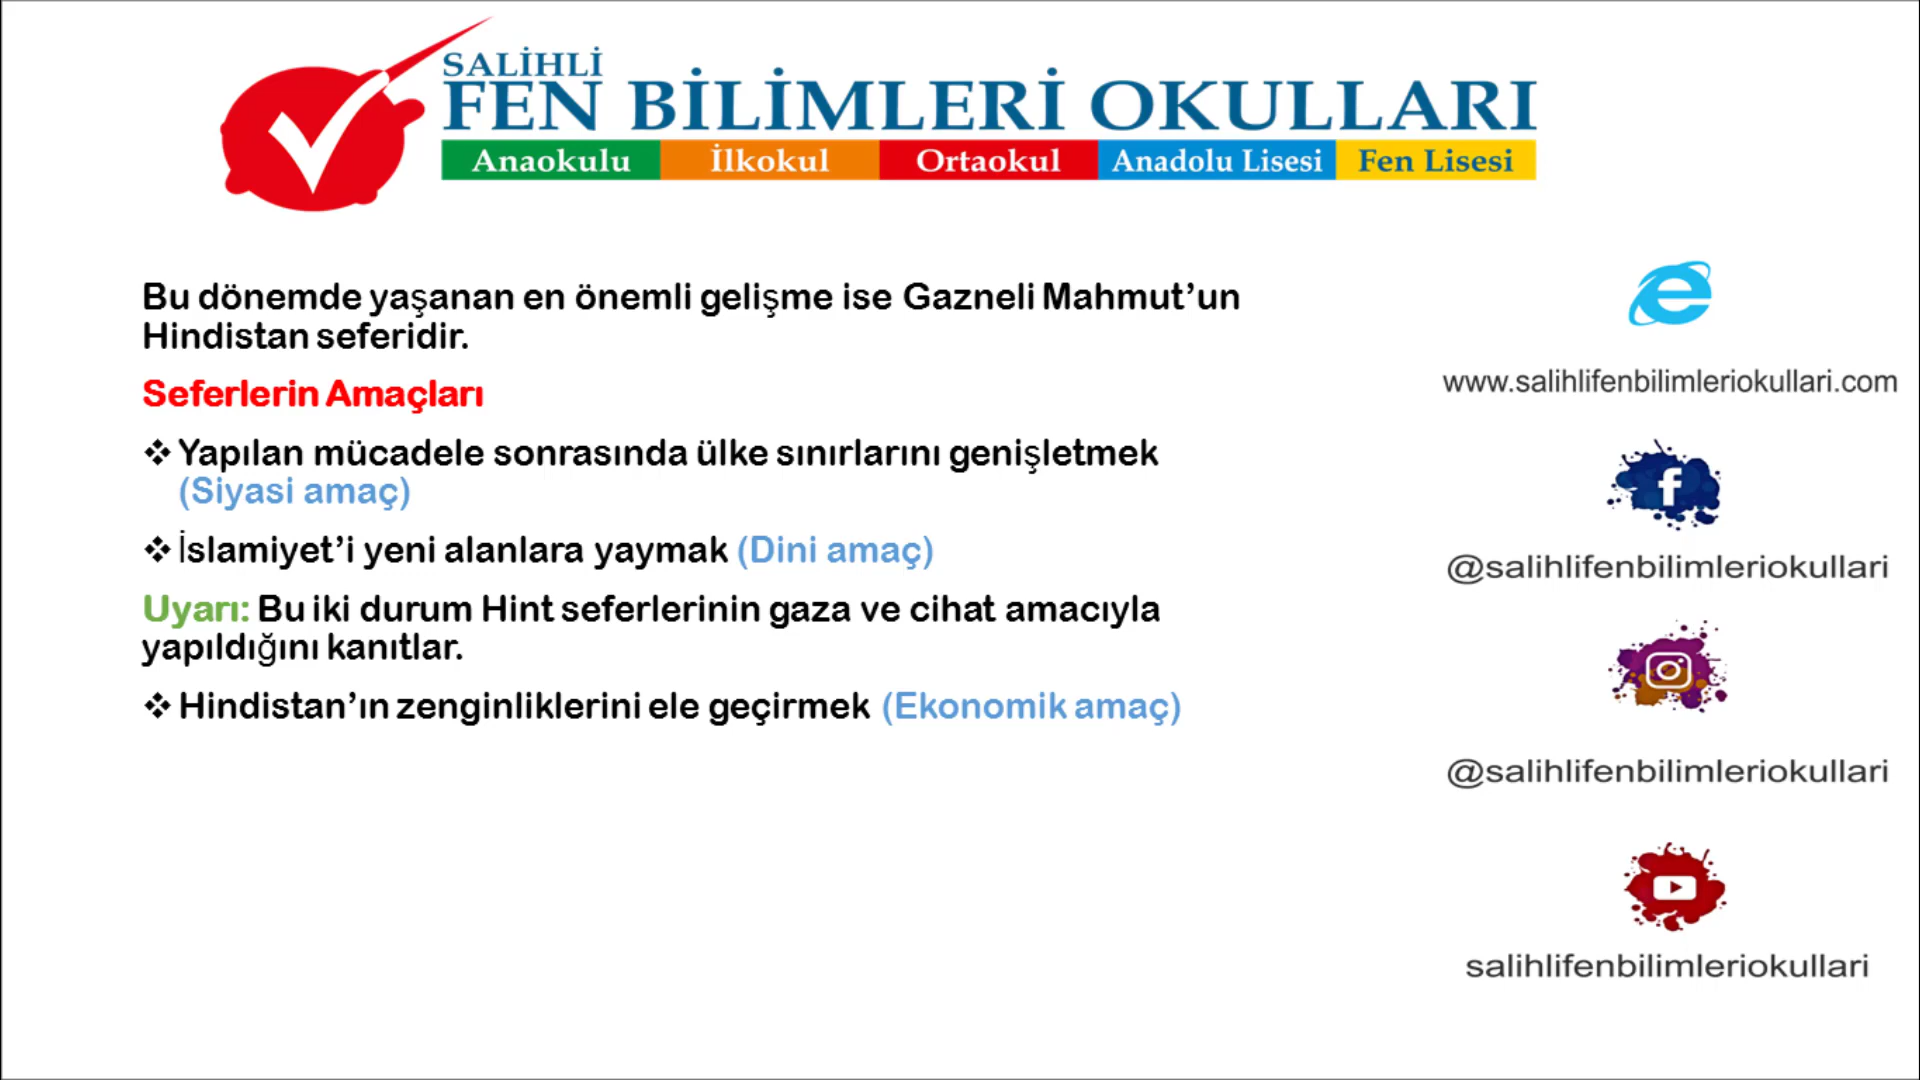 SALİHLİ
FEN BİLİMLERİ OKULLARI
Anaokulu İlkokul Ortaokul Anadolu Lisesi Fen Lisesi
Bu dönemde yaşanan en önemli gelişme ise Gazneli Mahmut’un
Hindistan seferidir.
Seferlerin Amaçları
❖ Yapılan mücadele sonrasında ülke sınırlarını genişletmek
(Siyasi amaç)
❖ İslamiyet’i yeni alanlara yaymak (Dini amaç)
Uyarı: Bu iki durum Hint seferlerinin gaza ve cihat amacıyla
yapıldığını kanıtlar.
❖ Hindistan’ın zenginliklerini ele geçirmek (Ekonomik amaç)
www.salihlifenbilimleriokullari.com
@salihlifenbilimleriokullari
@salihlifenbilimleriokullari
salihlifenbilimleriokullari